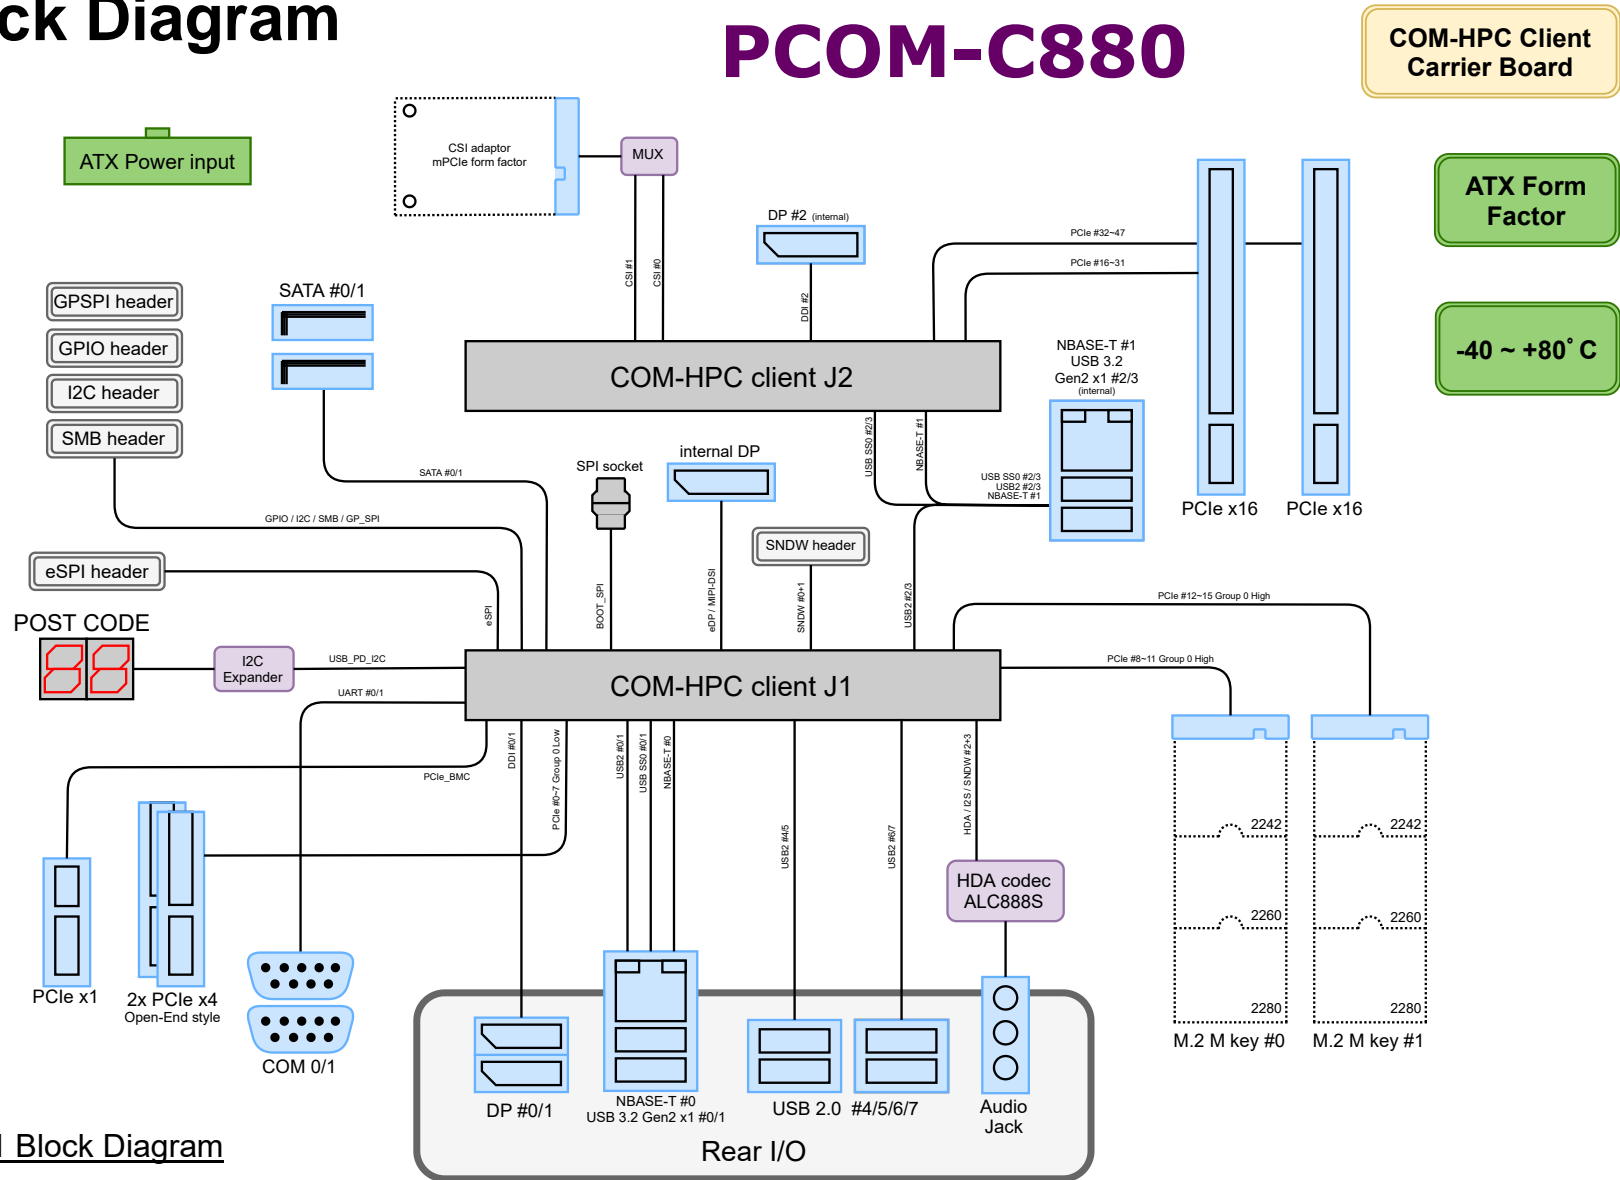 ck Diagram
PCOM-C880
COM-HPC Client
Carrier Board
ATX Power input
CSI adaptor
mPCIe form factor
MUX
ATX Form
Factor
DP #2 (internal)
PCIe #32~47
PCIe #16~31
CSI #1
CSI #0
DDI #2
GPSPI header
GPIO header
I2C header
SMB header
SATA #0/1
-40 ~ +80° C
NBASE-T #1
USB 3.2
Gen2 x1 #2/3
(internal)
COM-HPC client J2
USB SS0 #2/3
NBASE-T #1
USB SS0 #2/3
USB2 #2/3
NBASE-T #1
PCIe x16
PCIe x16
SATA #0/1
SPI socket
internal DP
GPIO / I2C / SMB / GP_SPI
SNDW header
eSPI header
eSPI
BOOT_SPI
eDP / MIPI-DSI
SNDW #0+1
USB2 #2/3
PCIe #12~15 Group 0 High
POST CODE
I2C
Expander
USB_PD_I2C
UART #0/1
COM-HPC client J1
PCIe #8~11 Group 0 High
PCIe_BMC
DDI #0/1
PCIe #0~7 Group 0 Low
USB2 #0/1
USB SS0 #0/1
NBASE-T #0
USB2 #4/5
USB2 #6/7
HDA / I2S / SNDW #2+3
HDA codec
ALC888S
2242
2242
2260
2260
2280
2280
M.2 M key #0
M.2 M key #1
PCIe x1
2x PCIe x4
Open-End style
COM 0/1
DP #0/1
NBASE-T #0
USB 3.2 Gen2 x1 #0/1
USB 2.0 #4/5/6/7
Audio
Jack
Rear I/O
Block Diagram